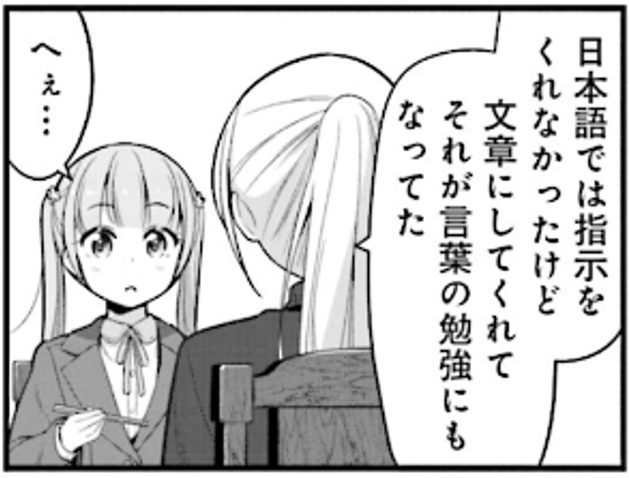 日本語では指示を
くれなかったけど
文章にしてくれて
それが言葉の勉強にも
なってた
へぇ…